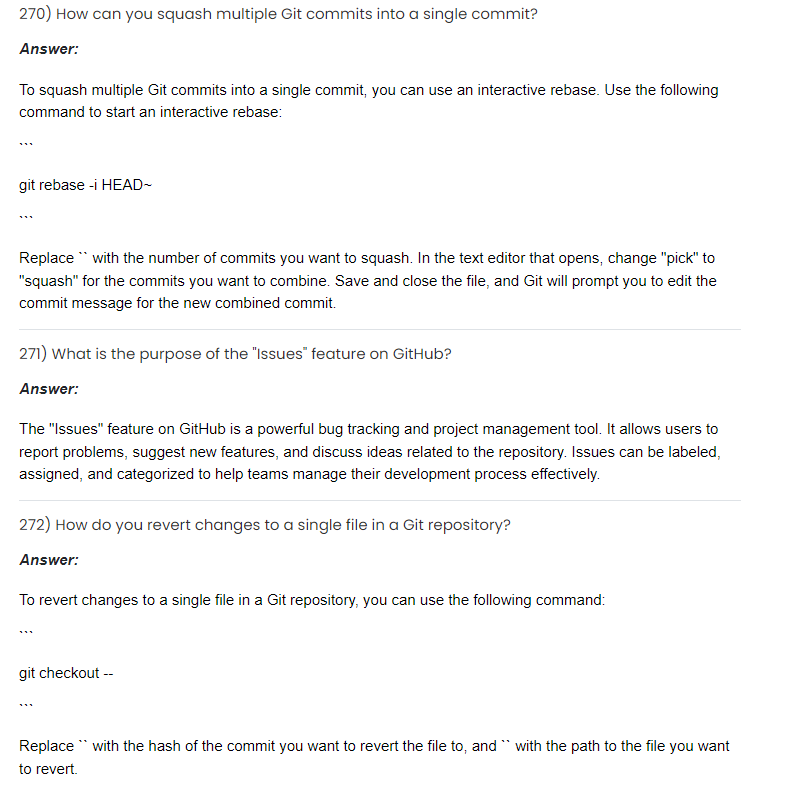 270) How can you squash multiple Git commits into a single commit?
Answer:
To squash multiple Git commits into a single commit, you can use an interactive rebase. Use the following
command to start an interactive rebase:
```
git rebase -i HEAD~
```
Replace `` with the number of commits you want to squash. In the text editor that opens, change "pick" to
"squash" for the commits you want to combine. Save and close the file, and Git will prompt you to edit the
commit message for the new combined commit.
271) What is the purpose of the "Issues" feature on GitHub?
Answer:
The "Issues" feature on GitHub is a powerful bug tracking and project management tool. It allows users to
report problems, suggest new features, and discuss ideas related to the repository. Issues can be labeled,
assigned, and categorized to help teams manage their development process effectively.
272) How do you revert changes to a single file in a Git repository?
Answer:
To revert changes to a single file in a Git repository, you can use the following command:
```
git checkout --
```
Replace `` with the hash of the commit you want to revert the file to, and `` with the path to the file you want
to revert.